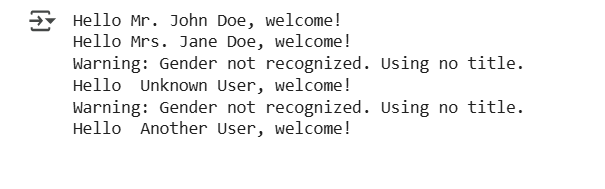 Hello Mr. John Doe, welcome!
Hello Mrs. Jane Doe, welcome!
Warning: Gender not recognized. Using no title.
Hello  Unknown User, welcome!
Warning: Gender not recognized. Using no title.
Hello  Another User, welcome!